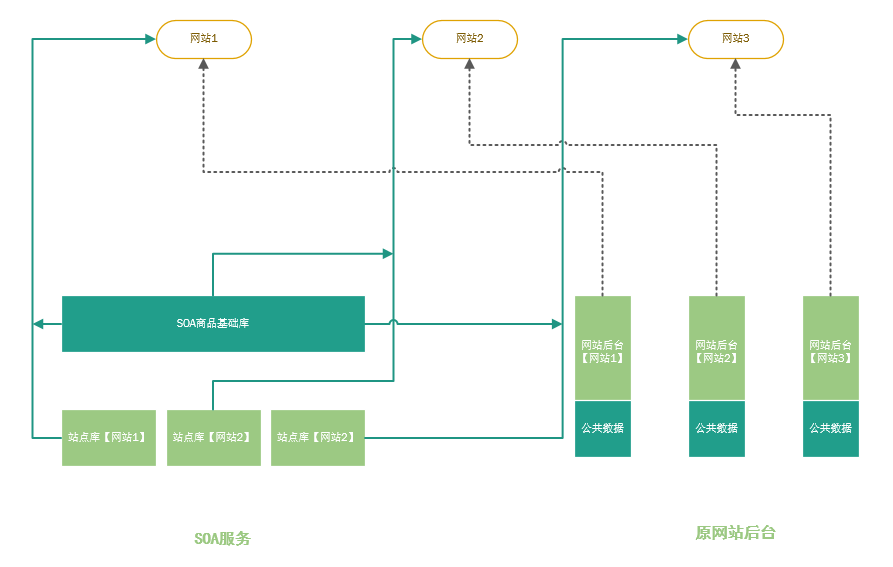 网站1
网站2
网站3
SOA商品基础库
网站后台
【网站1】
网站后台
【网站2】
网站后台
【网站3】
站点库【网站1】
站点库【网站2】
站点库【网站2】
公共数据
公共数据
公共数据
SOA服务
原网站后台